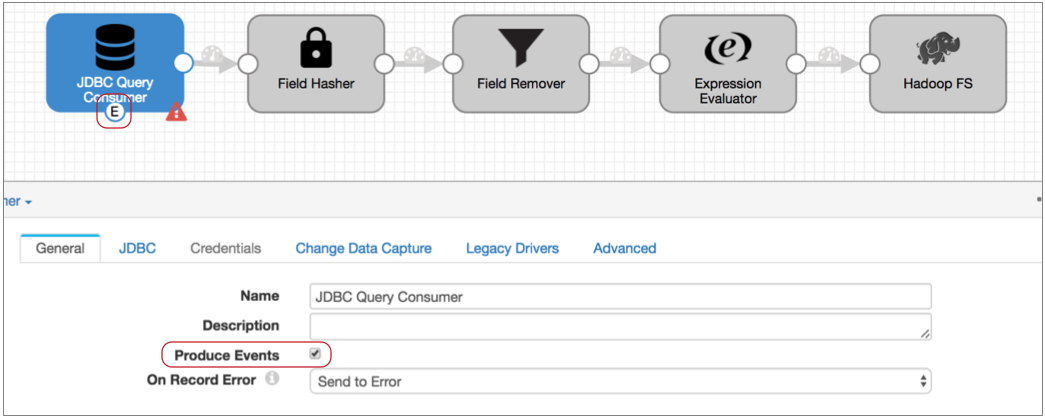 JDBC Query
Consumer
E
Field Hasher
Field Remover
Expression
Evaluator
Hadoop FS
General JDBC Credentials Change Data Capture Legacy Drivers Advanced
Name JDBC Query Consumer
Description
Produce Events
On Record Error Send to Error